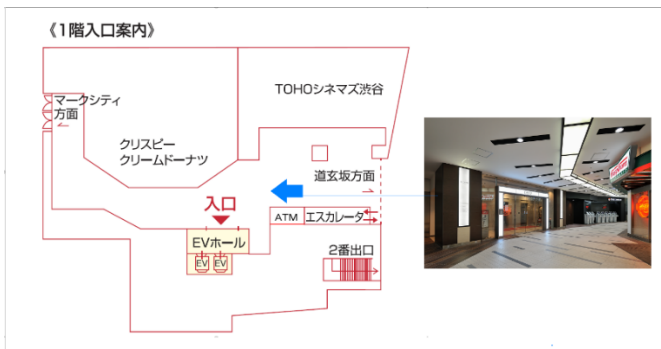 《1階入口案内》
TOHOシネマズ渋谷
マークシティ
方面
クリスピー
クリームドーナツ
道玄坂方面
入口
ATM
エスカレータ
EVホール
2番出口
EV
EV